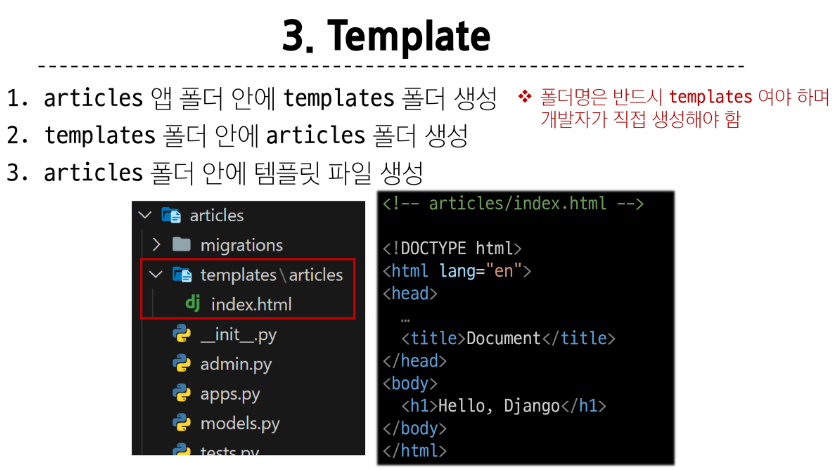 3. Template
1. articles 앱 폴더 안에 templates 폴더 생성
❖ 폴더명은 반드시 templates 여야 하며
개발자가 직접 생성해야 함
2. templates 폴더 안에 articles 폴더 생성
3. articles 폴더 안에 템플릿 파일 생성
articles
migrations
templates\articles
dj index.html
__init__.py
admin.py
apps.py
models.py
tests.py
<!-- articles/index.html -->
<!DOCTYPE html>
<html lang="en">
<head>
…
<title>Document</title>
</head>
<body>
<h1>Hello, Django</h1>
</body>
</html>